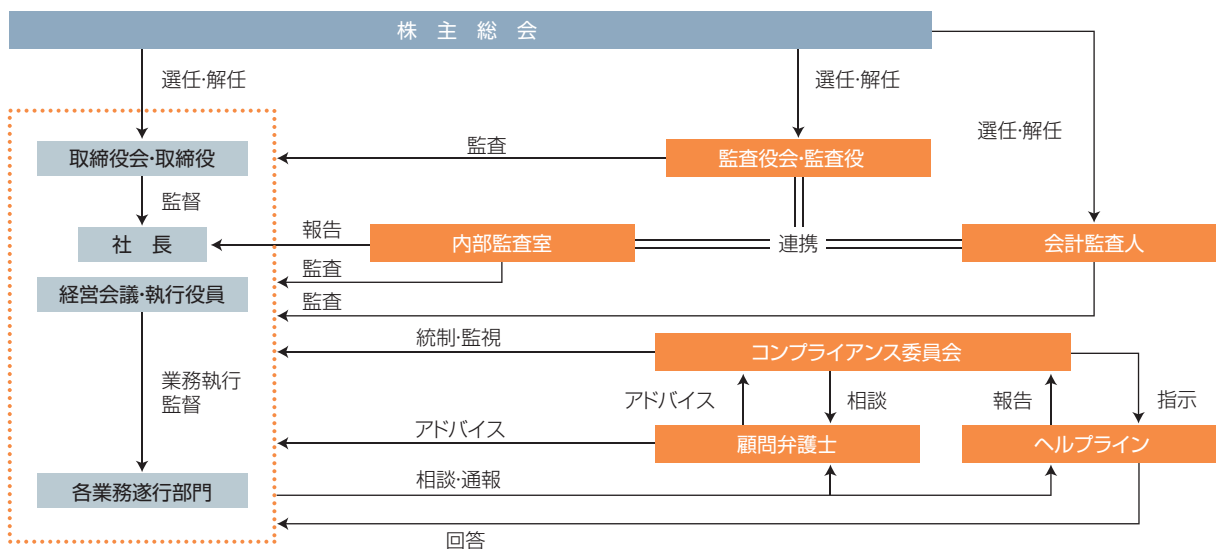 株主総会
選任・解任
選任・解任
選任・解任
取締役会・取締役
監査
監査役会・監査役
監督
社長
報告
内部監査室
連携
会計監査人
監査
経営会議・執行役員
監査
統制・監視
コンプライアンス委員会
業務執行
監督
アドバイス
相談
報告
指示
アドバイス
顧問弁護士
ヘルプライン
各業務遂行部門
相談・通報
回答